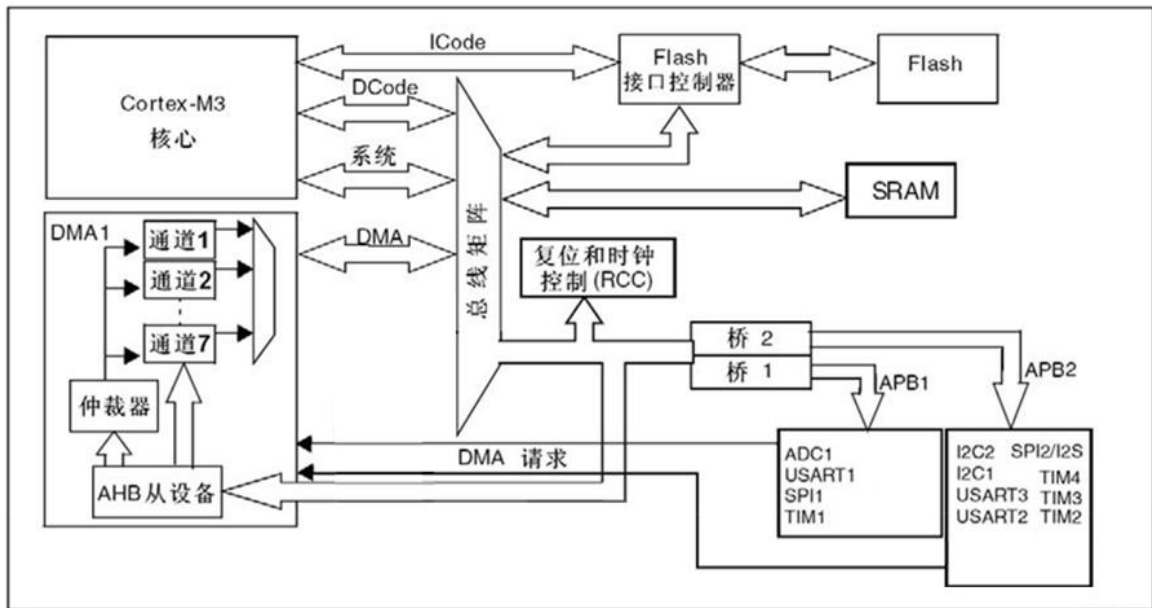 ICode
Flash
接口控制器
Flash
Cortex-M3
核心
DCode
系统
SRAM
DMA1
通道1
通道2
通道7
DMA
总线矩阵
复位和时钟
控制(RCC)
桥 2
桥 1
APB1
APB2
仲裁器
AHB从设备
DMA 请求
ADC1
USART1
SPI1
TIM1
I2C2 SPI2/I2S
I2C1 TIM4
USART3 TIM3
USART2 TIM2